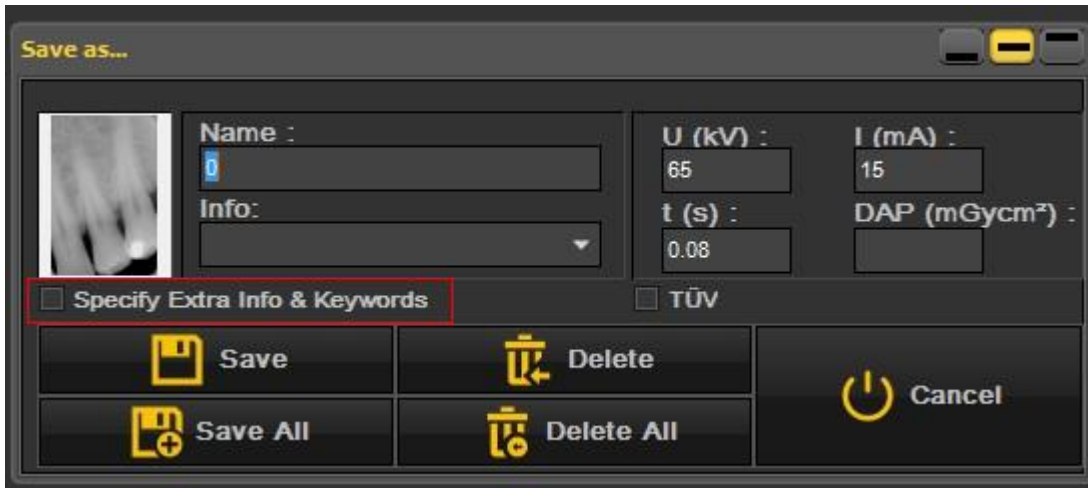 Save as...
Name :
0
Info:
U (kV) :
I (mA) :
65
15
t (s) :
DAP (mGycm²) :
0.08
Specify Extra Info & Keywords
TÜV
Save
Delete
Cancel
Save All
Delete All